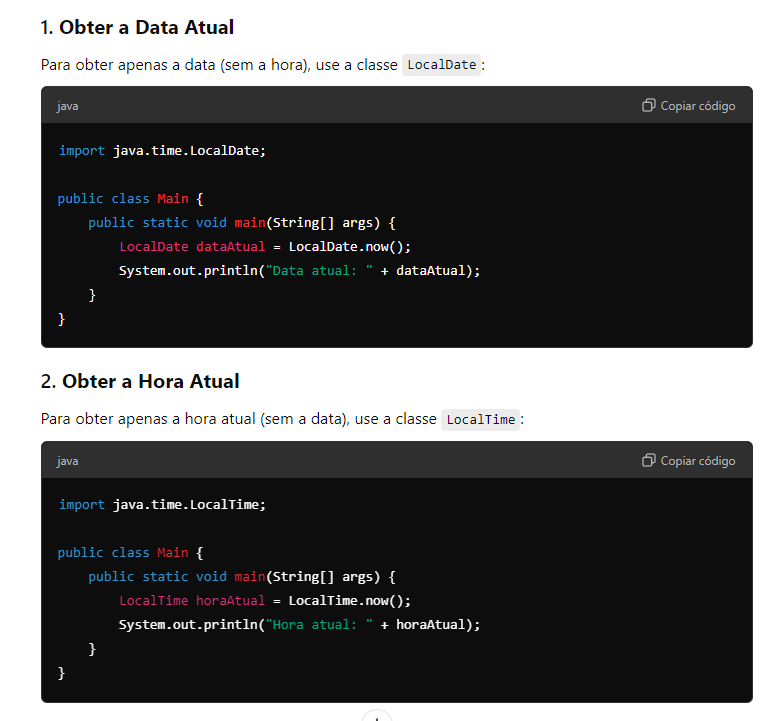 1. Obter a Data Atual
Para obter apenas a data (sem a hora), use a classe LocalDate:
java
Copiar código
import java.time.LocalDate;
public class Main {
public static void main(String[] args) {
LocalDate dataAtual = LocalDate.now();
System.out.println("Data atual: " + dataAtual);
}
}
2. Obter a Hora Atual
Para obter apenas a hora atual (sem a data), use a classe LocalTime:
java
Copiar código
import java.time.LocalTime;
public class Main {
public static void main(String[] args) {
LocalTime horaAtual = LocalTime.now();
System.out.println("Hora atual: " + horaAtual);
}
}